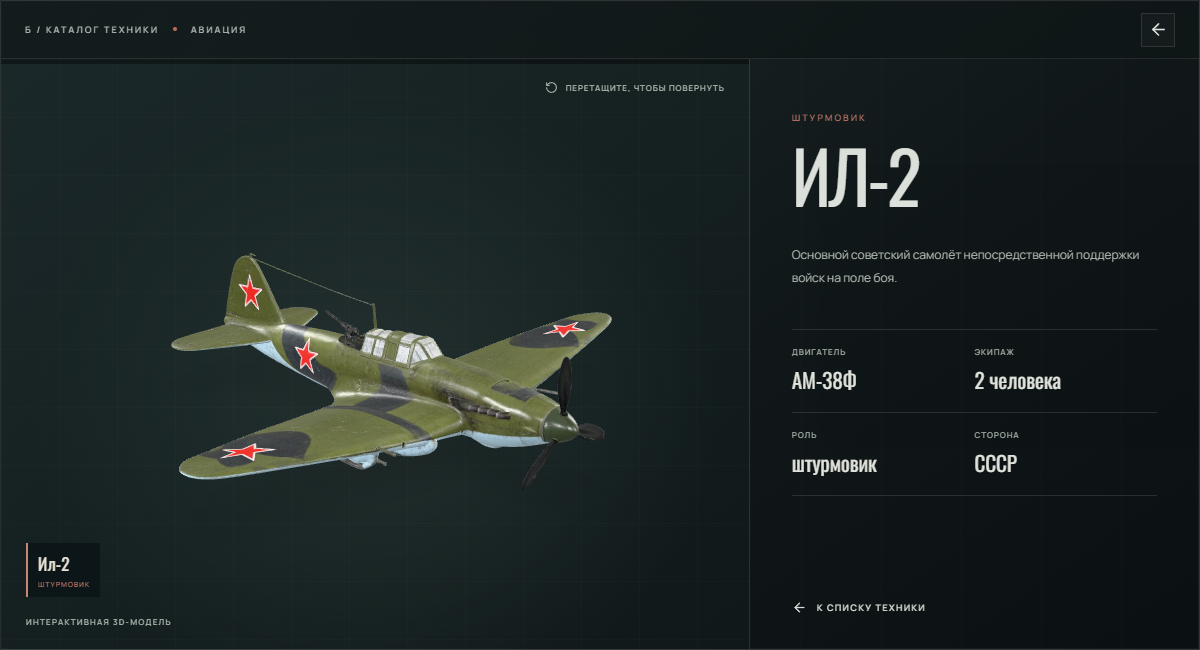 Б / КАТАЛОГ ТЕХНИКИ • АВИАЦИЯ
ПЕРЕТАЩИТЕ, ЧТОБЫ ПОВЕРНУТЬ
ШТУРМОВИК
ИЛ-2
Основной советский самолёт непосредственной поддержки
войск на поле боя.
ДВИГАТЕЛЬ
АМ-38Ф
ЭКИПАЖ
2 человека
РОЛЬ
штурмовик
СТОРОНА
СССР
Ил-2
ШТУРМОВИК
ИНТЕРАКТИВНАЯ 3D-МОДЕЛЬ
К СПИСКУ ТЕХНИКИ